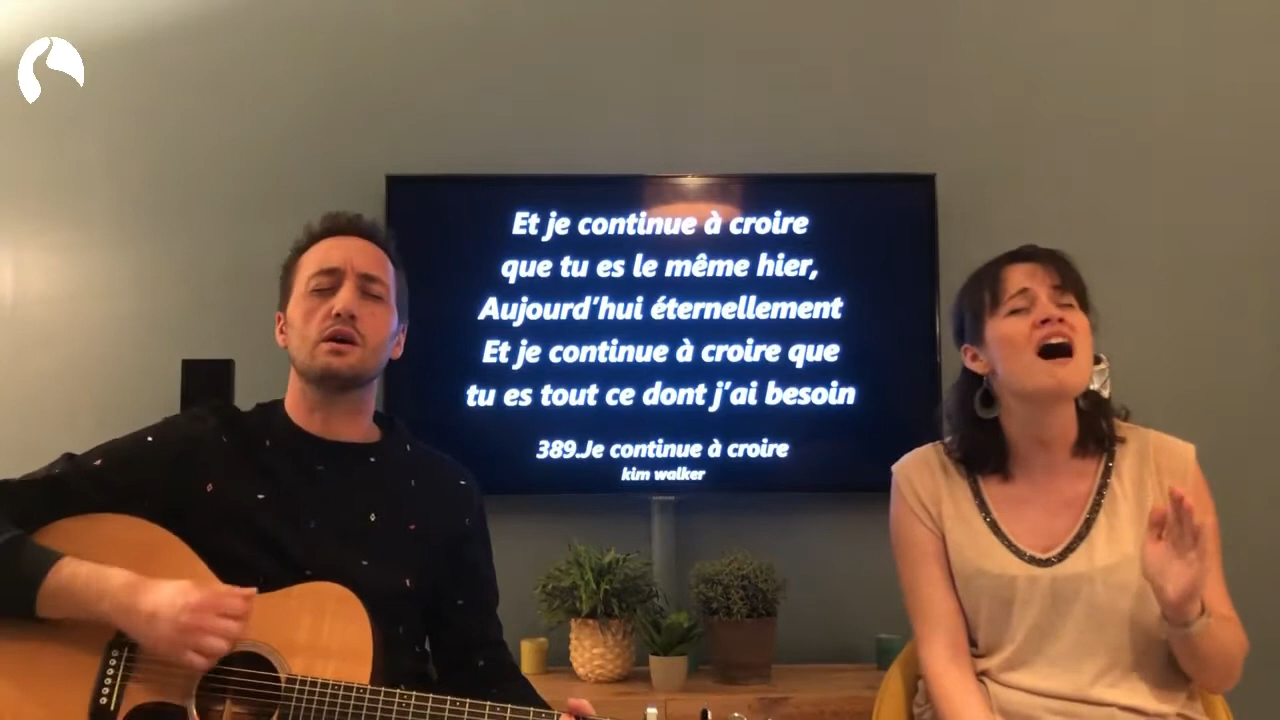 Et je continue à croire
que tu es le même hier,
Aujourd'hui éternellement
Et je continue à croire que
tu es tout ce dont j'ai besoin
389.Je continue à croire
kim walker